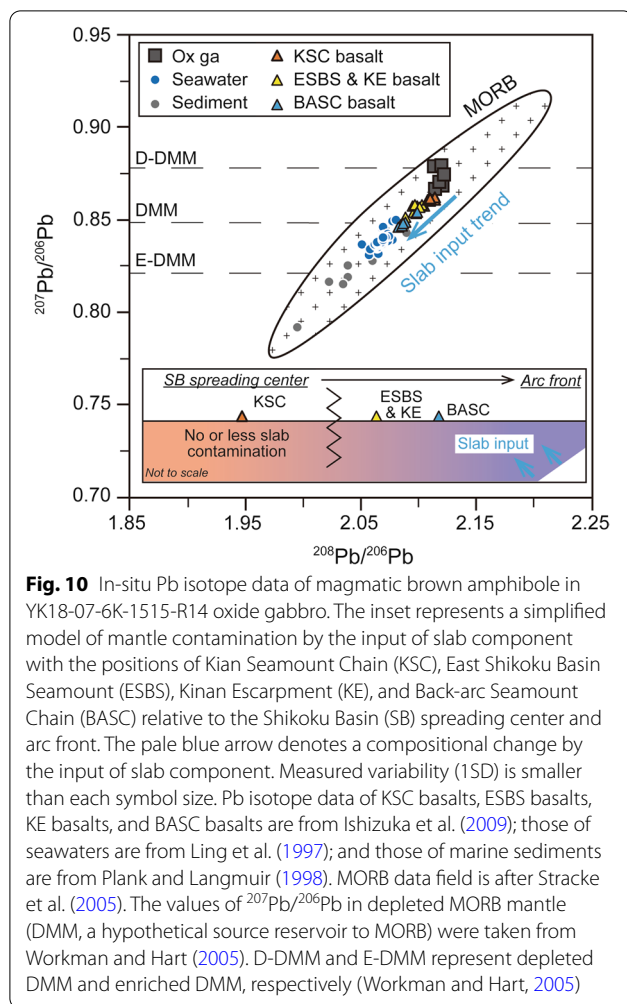 0.95
0.90
0.85
0.80
0.75
0.70
²⁰⁷Pb/²⁰⁶Pb
Ox ga
Seawater
Sediment
KSC basalt
ESBS & KE basalt
BASC basalt
MORB
D-DMM
DMM
E-DMM
Slab input trend
SB spreading center
Arc front
KSC
ESBS
& KE
BASC
No or less slab
contamination
Slab input
Not to scale
1.85
1.95
2.05
2.15
2.25
²⁰⁸Pb/²⁰⁶Pb
Fig. 10 In-situ Pb isotope data of magmatic brown amphibole in
YK18-07-6K-1515-R14 oxide gabbro. The inset represents a simplified
model of mantle contamination by the input of slab component
with the positions of Kian Seamount Chain (KSC), East Shikoku Basin
Seamount (ESBS), Kinan Escarpment (KE), and Back-arc Seamount
Chain (BASC) relative to the Shikoku Basin (SB) spreading center and
arc front. The pale blue arrow denotes a compositional change by
the input of slab component. Measured variability (1SD) is smaller
than each symbol size. Pb isotope data of KSC basalts, ESBS basalts,
KE basalts, and BASC basalts are from Ishizuka et al. (2009); those of
seawaters are from Ling et al. (1997); and those of marine sediments
are from Plank and Langmuir (1998). MORB data field is after Stracke
et al. (2005). The values of ²⁰⁷Pb/²⁰⁶Pb in depleted MORB mantle
(DMM, a hypothetical source reservoir to MORB) were taken from
Workman and Hart (2005). D-DMM and E-DMM represent depleted
DMM and enriched DMM, respectively (Workman and Hart, 2005)